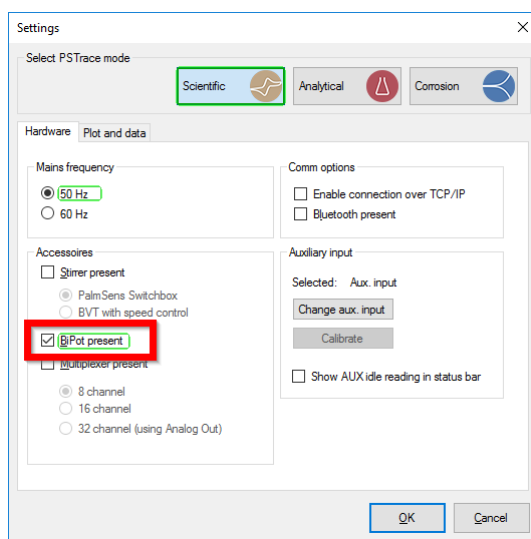 Settings
Select PSTrace mode
Scientific
Analytical
Corrosion
Hardware
Plot and data
Mains frequency
50 Hz
60 Hz
Comm options
Enable connection over TCP/IP
Bluetooth present
Accessoires
Stirrer present
PalmSens Switchbox
BVT with speed control
BiPot present
Multiplexer present
8 channel
16 channel
32 channel (using Analog Out)
Auxiliary input
Selected: Aux. input
Change aux. input
Calibrate
Show AUX idle reading in status bar
OK
Cancel